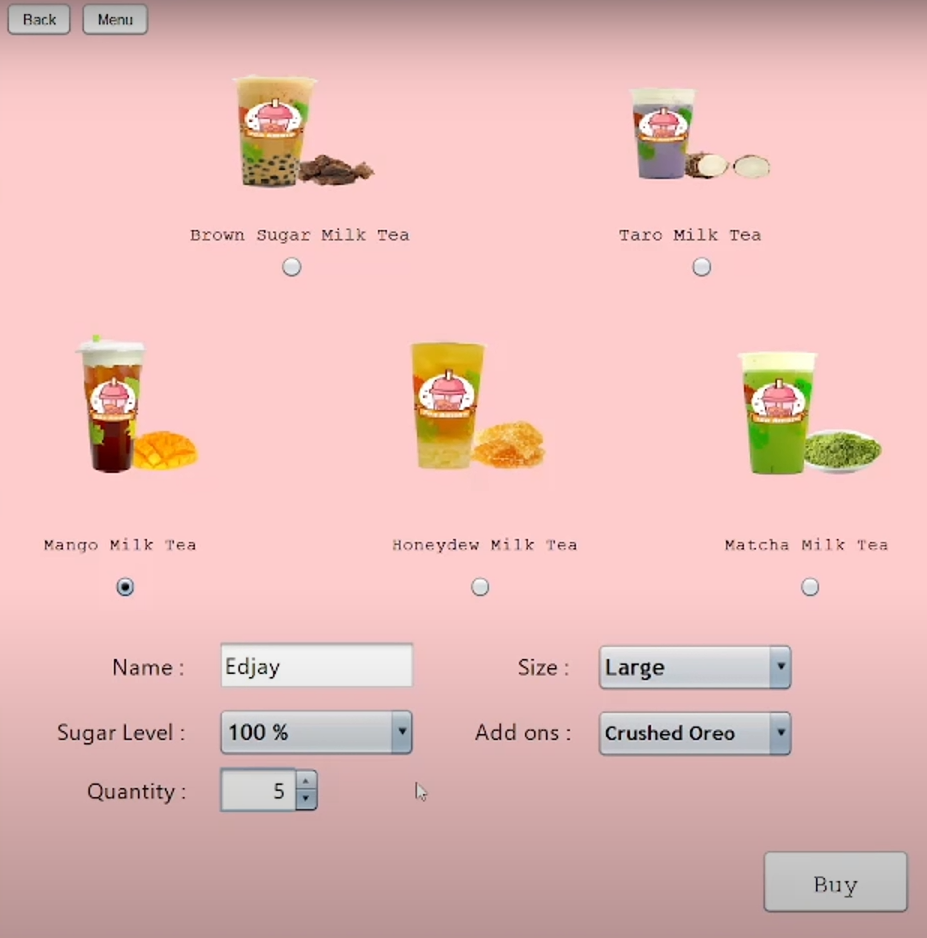 Back Menu
Brown Sugar Milk Tea
Taro Milk Tea
Mango Milk Tea
Honeydew Milk Tea
Matcha Milk Tea
Name : Edjay
Size : Large
Sugar Level : 100 %
Add ons : Crushed Oreo
Quantity : 5
Buy